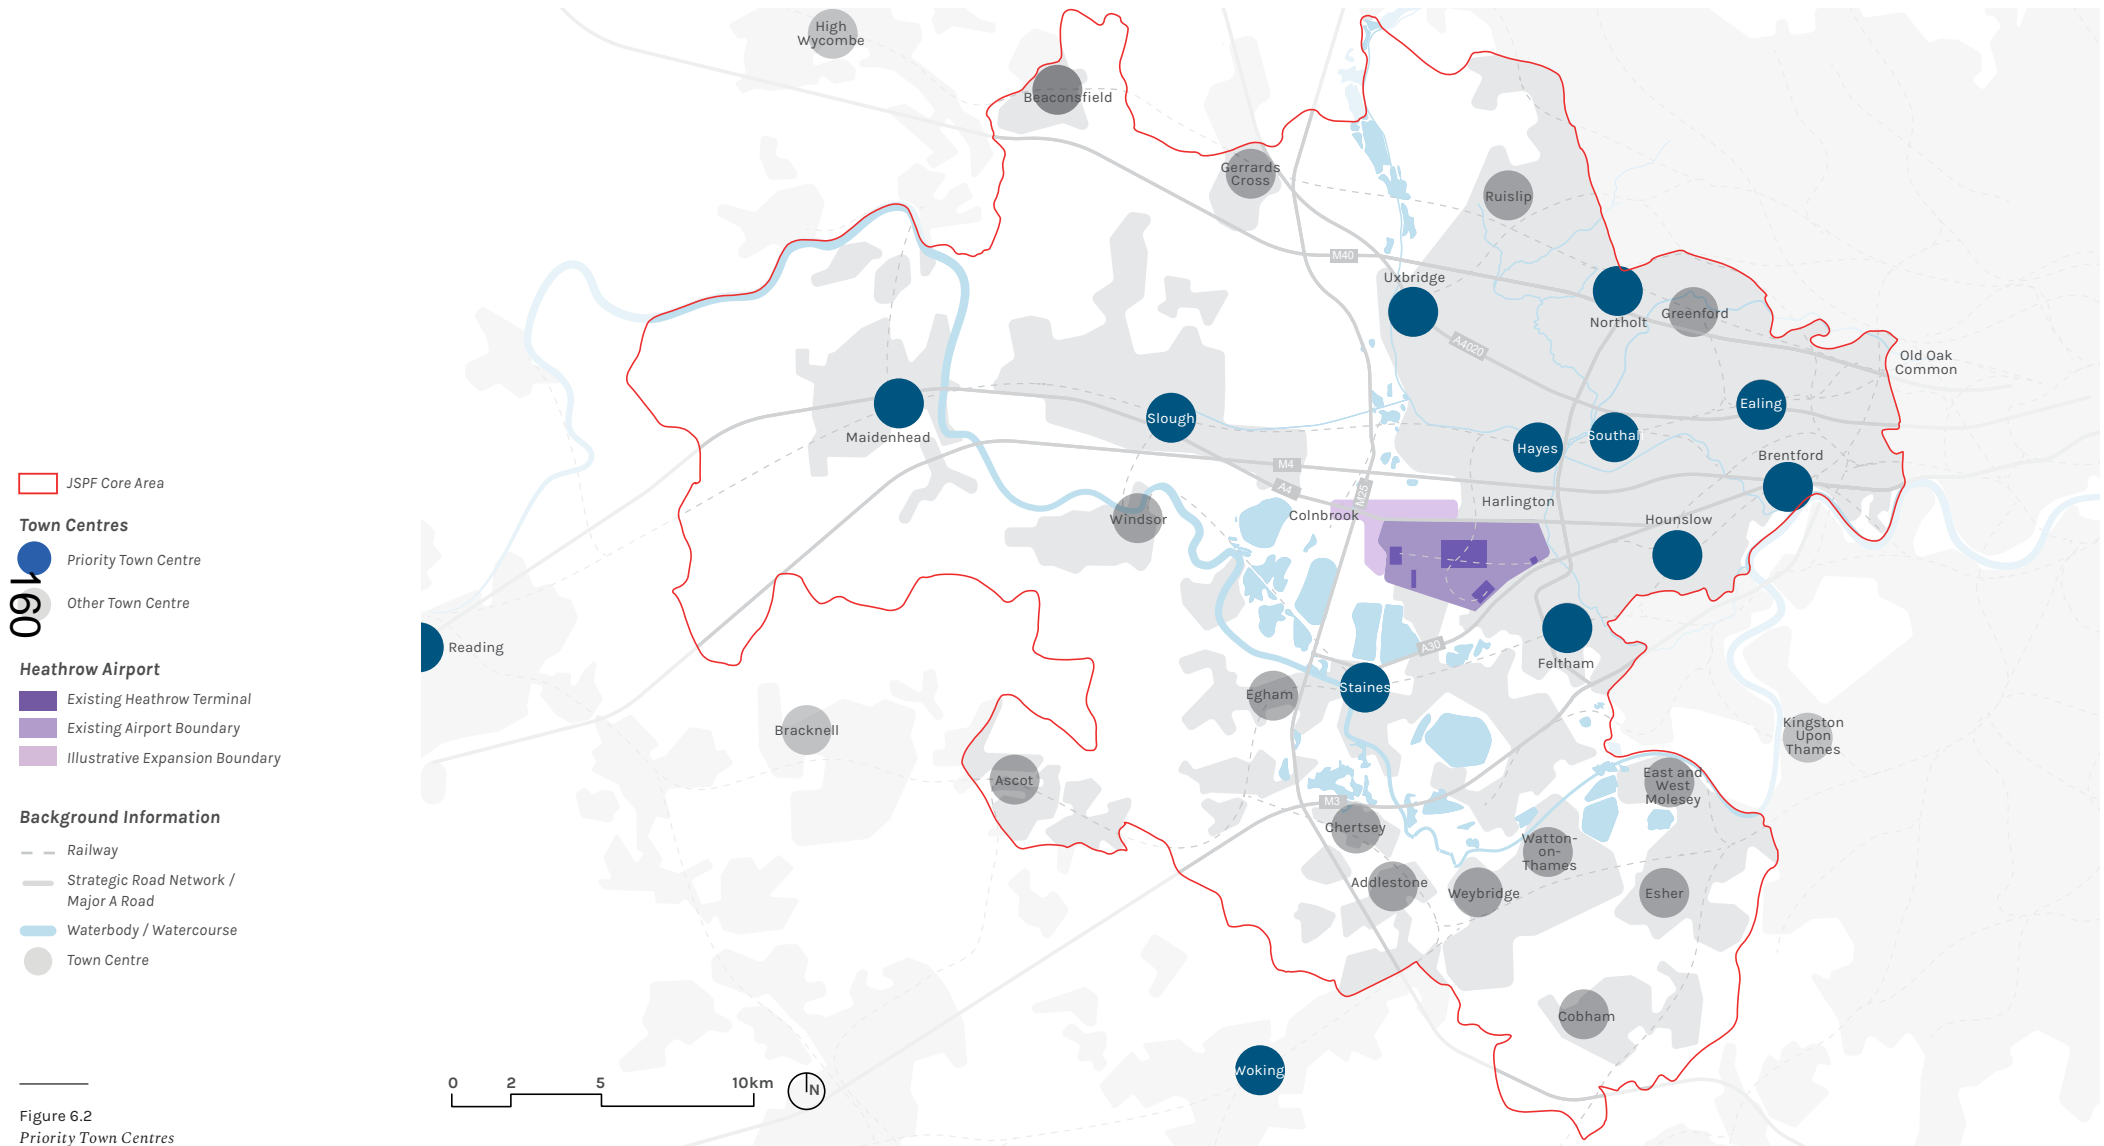 JSPF Core Area
Town Centres
Priority Town Centre
Other Town Centre
160
Heathrow Airport
Existing Heathrow Terminal
Existing Airport Boundary
Illustrative Expansion Boundary
Background Information
Railway
Strategic Road Network /
Major A Road
Waterbody / Watercourse
Town Centre
Figure 6.2
Priority Town Centres
High
Wycombe
Beaconsfield
Gerrards
Cross
Ruislip
M40
Uxbridge
Northolt
Greenford
A4020
Old Oak
Common
Maidenhead
Slough
Ealing
Hayes
Southall
Brentford
M4
A4
M25
Harlington
Colnbrook
Windsor
Hounslow
Reading
A30
Feltham
Egham
Staines
Bracknell
Kingston
Upon
Thames
Ascot
East and
West
Molesey
M3
Chertsey
Watton-
on-
Thames
Addlestone
Weybridge
Esher
Cobham
Woking
0 2 5 10km
N